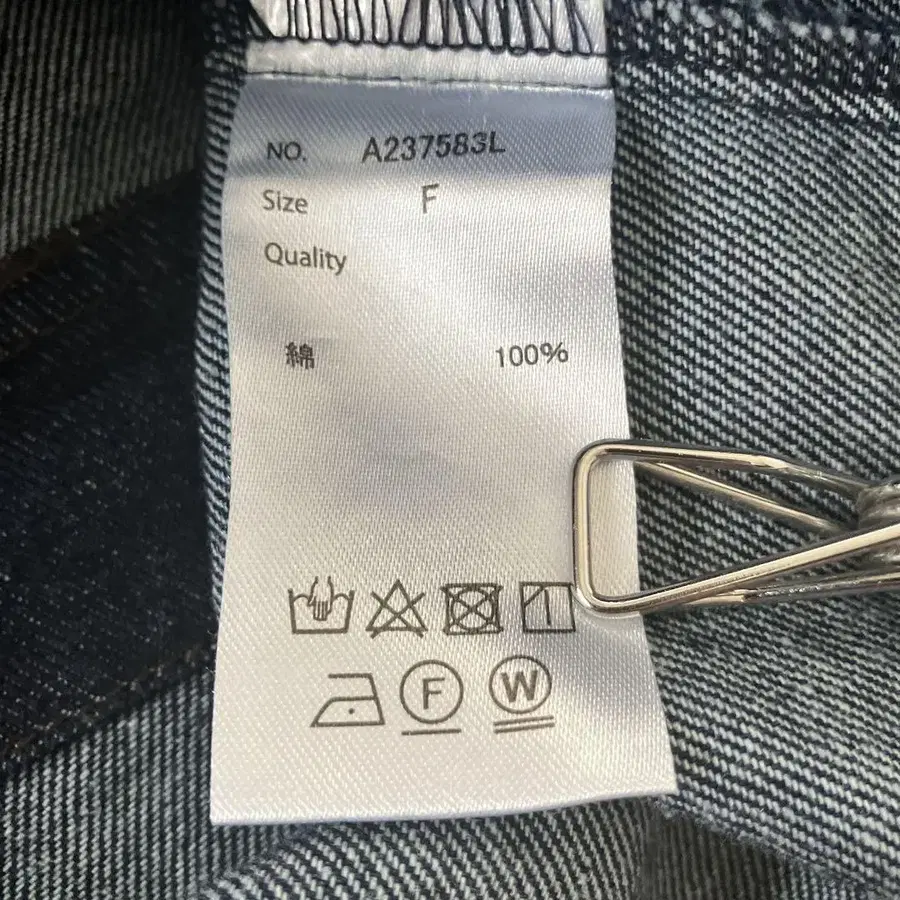 NO. A237583L
Size F
Quality
綿 100%
F W